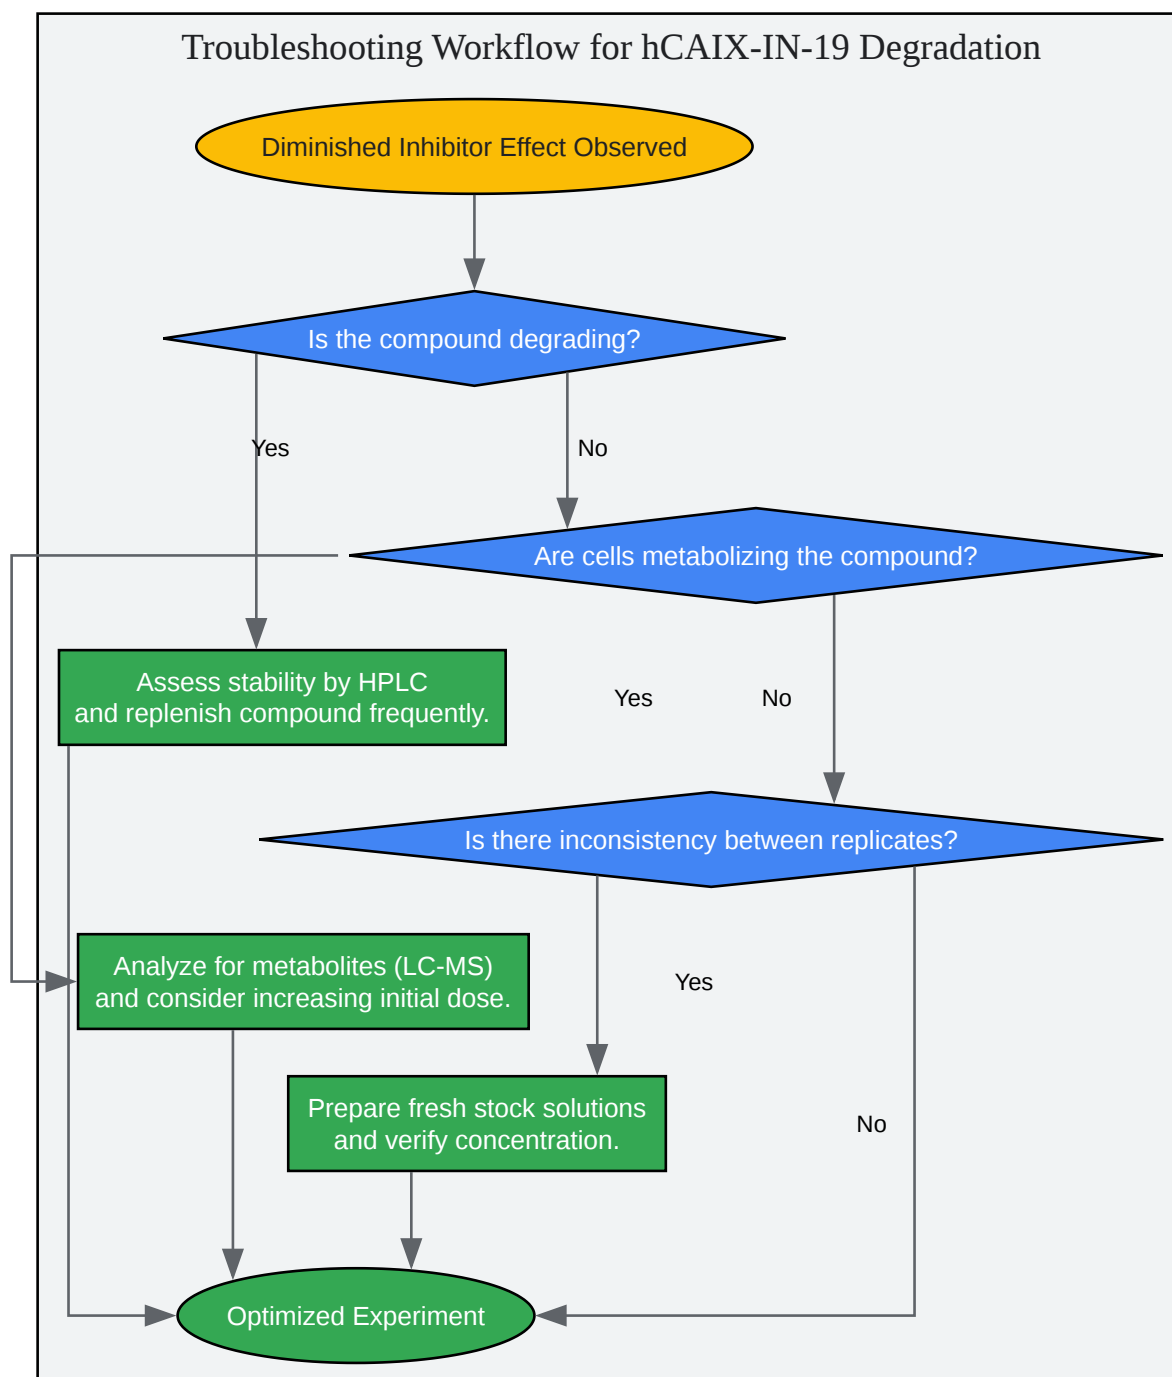 Troubleshooting Workflow for hCAIX-IN-19 Degradation
Diminished Inhibitor Effect Observed
Is the compound degrading?
Yes
No
Are cells metabolizing the compound?
Assess stability by HPLC
and replenish compound frequently.
Yes
No
Is there inconsistency between replicates?
Analyze for metabolites (LC-MS)
and consider increasing initial dose.
Yes
Prepare fresh stock solutions
and verify concentration.
No
Optimized Experiment